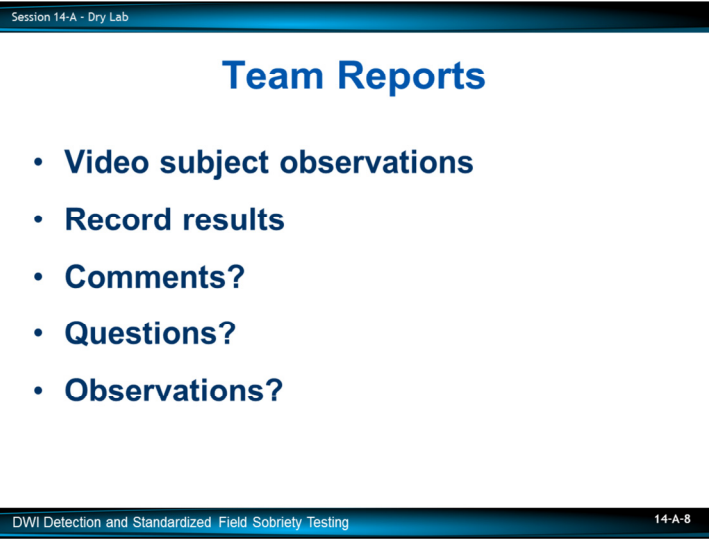 Session 14-A - Dry Lab
Team Reports
• Video subject observations
• Record results
• Comments?
• Questions?
• Observations?
DWI Detection and Standardized Field Sobriety Testing
14-A-8